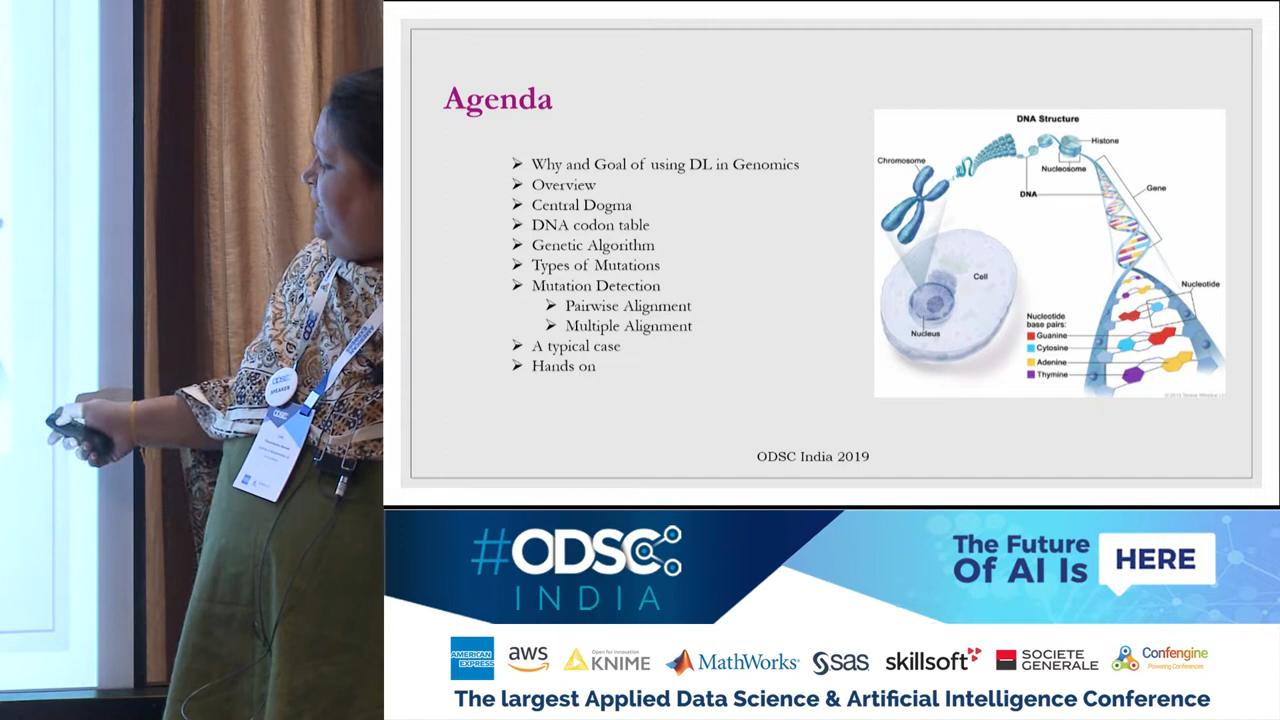 Agenda
Why and Goal of using DL in Genomics
Overview
Central Dogma
DNA codon table
Genetic Algorithm
Types of Mutations
Mutation Detection
Pairwise Alignment
Multiple Alignment
A typical case
Hands on
DNA Structure
Histone
Chromosome
Nucleosome
DNA
Gene
Cell
Nucleotide
Nucleus
Nucleotide
base pairs:
Guanine
Cytosine
Adenine
Thymine
ODSC India 2019
ODSC
SPEAKER
ODSC
#ODSC
INDIA
The Future
Of AI Is HERE
AMERICAN
EXPRESS
aws
Open for Innovation
KNIME
MathWorks
sas
skillsoft
SOCIETE
GENERALE
Confengine
Powering Conferences
The largest Applied Data Science & Artificial Intelligence Conference